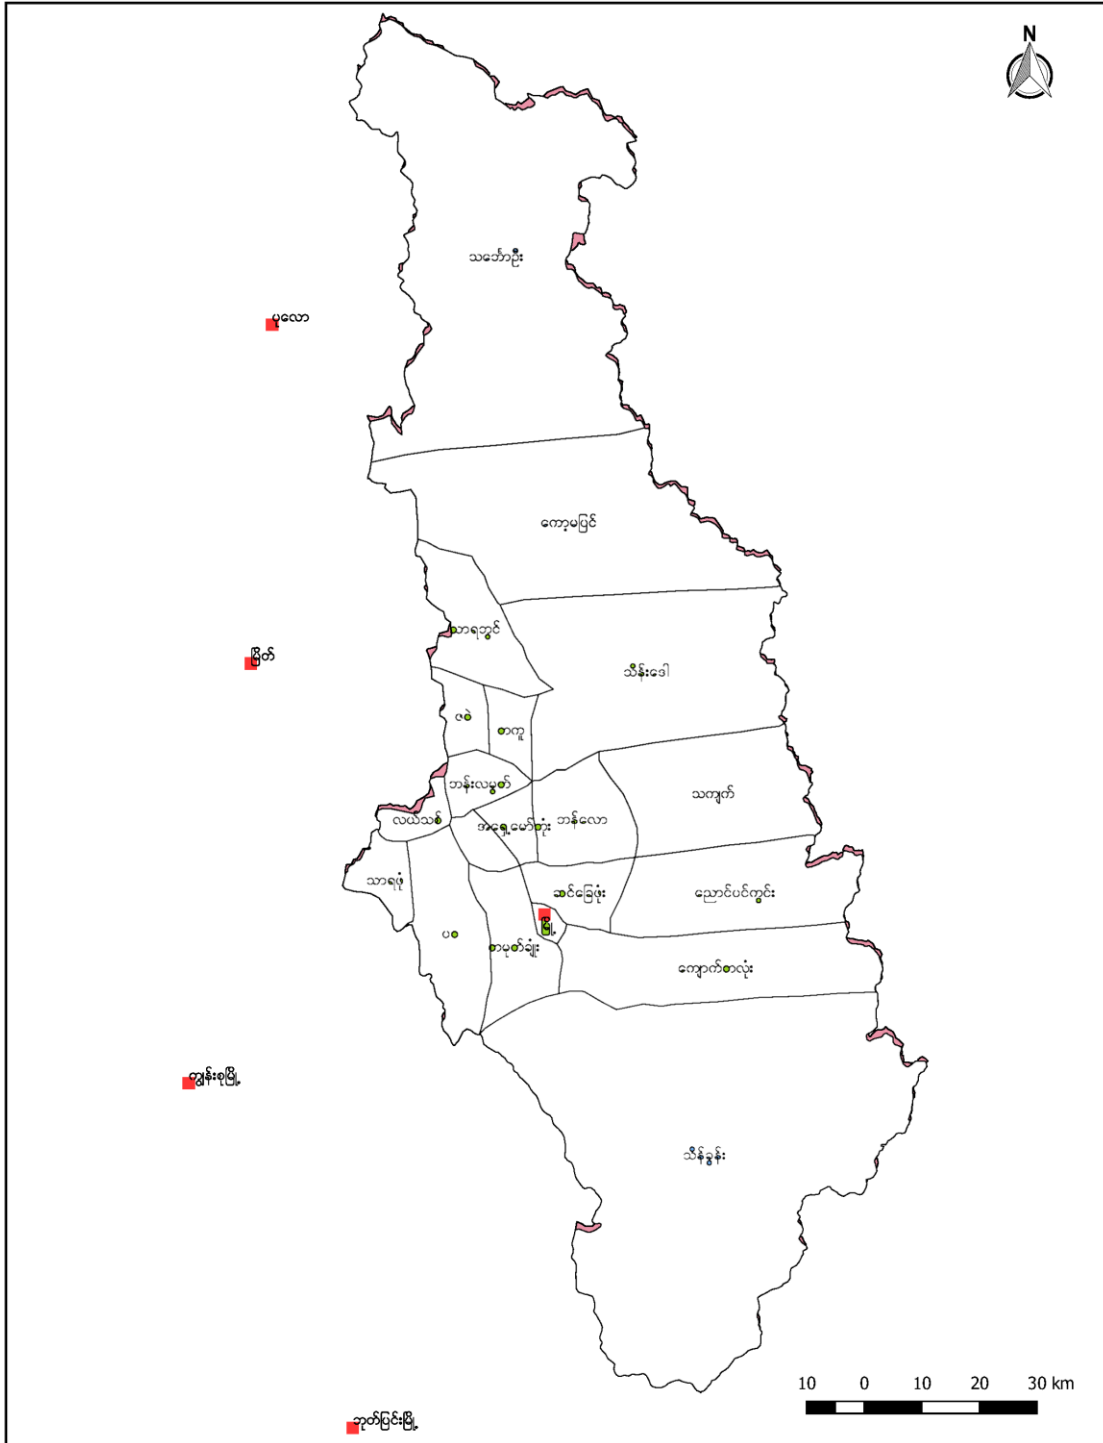 N
သင်္ဘောဦး
ပုလော
ကော့မပြင်
သာရဘွင်
မြိတ်
သိန်းဒေါ
ဇဝဲ
တကူ
ဘန်းလမွတ်
သကျက်
လယ်သစ်
အရှေ့မော်တုံး
ဘန်လော
သာရဖုံ
ဆင်ခြေဖုံး
ညောင်ပင်ကွင်း
မြို့
ပဝ
တမုတ်ချုံး
ကျောက်တလုံး
ကျွန်းစုမြို့
သိန်ခွန်း
10 0 10 20 30 km
ဘုတ်ပြင်းမြို့